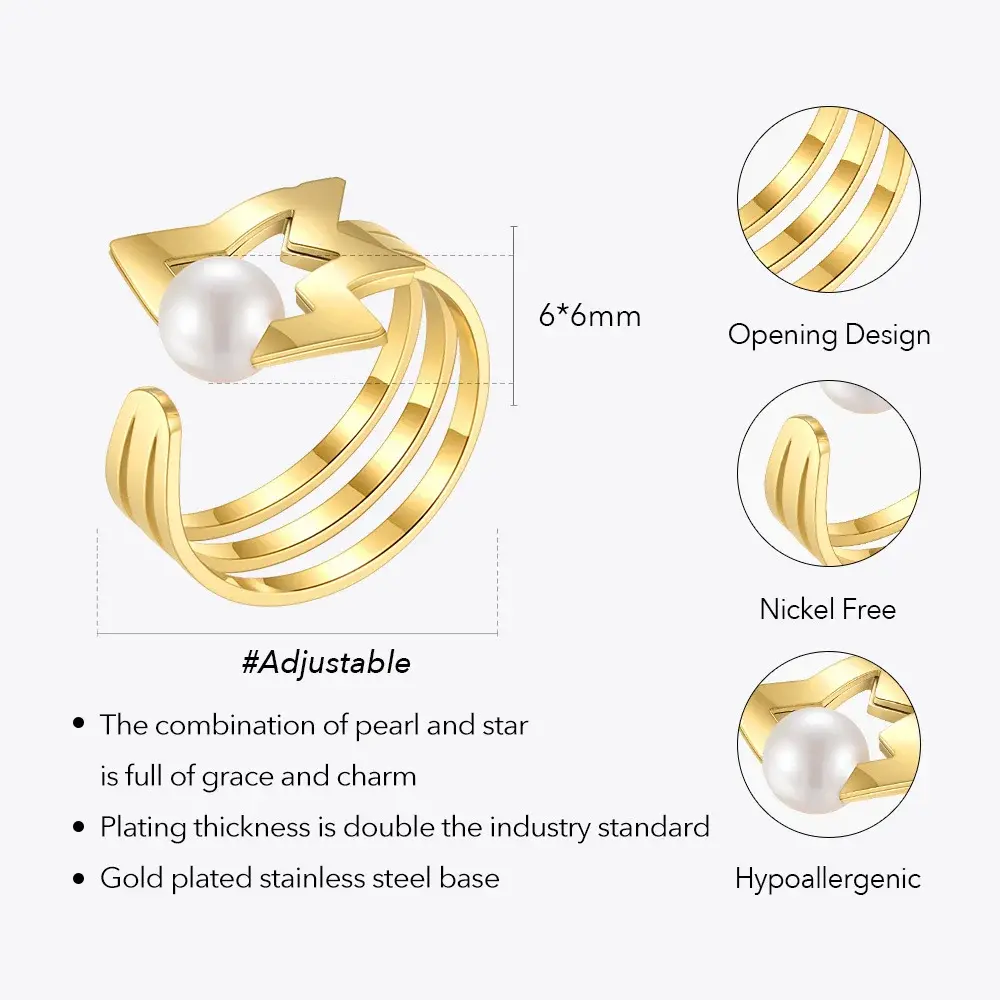 6*6mm
Opening Design
Nickel Free
#Adjustable
• The combination of pearl and star
is full of grace and charm
• Plating thickness is double the industry standard
• Gold plated stainless steel base
Hypoallergenic